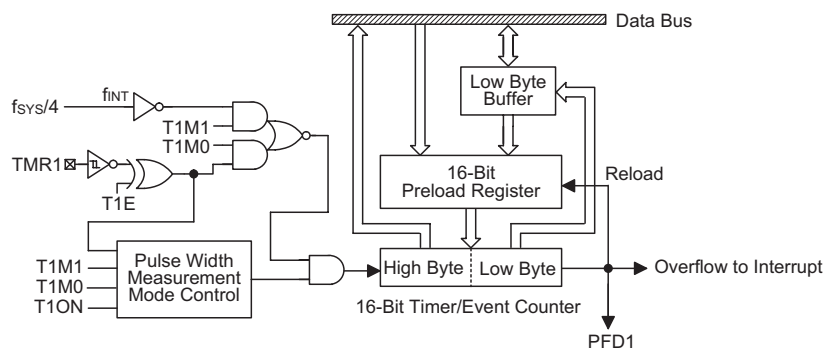 Data Bus
Low Byte
Buffer
fSYS/4
fINT
T1M1
T1M0
TMR1
T1E
16-Bit
Preload Register
Reload
T1M1
T1M0
T1ON
Pulse Width
Measurement
Mode Control
High Byte
Low Byte
Overflow to Interrupt
16-Bit Timer/Event Counter
PFD1